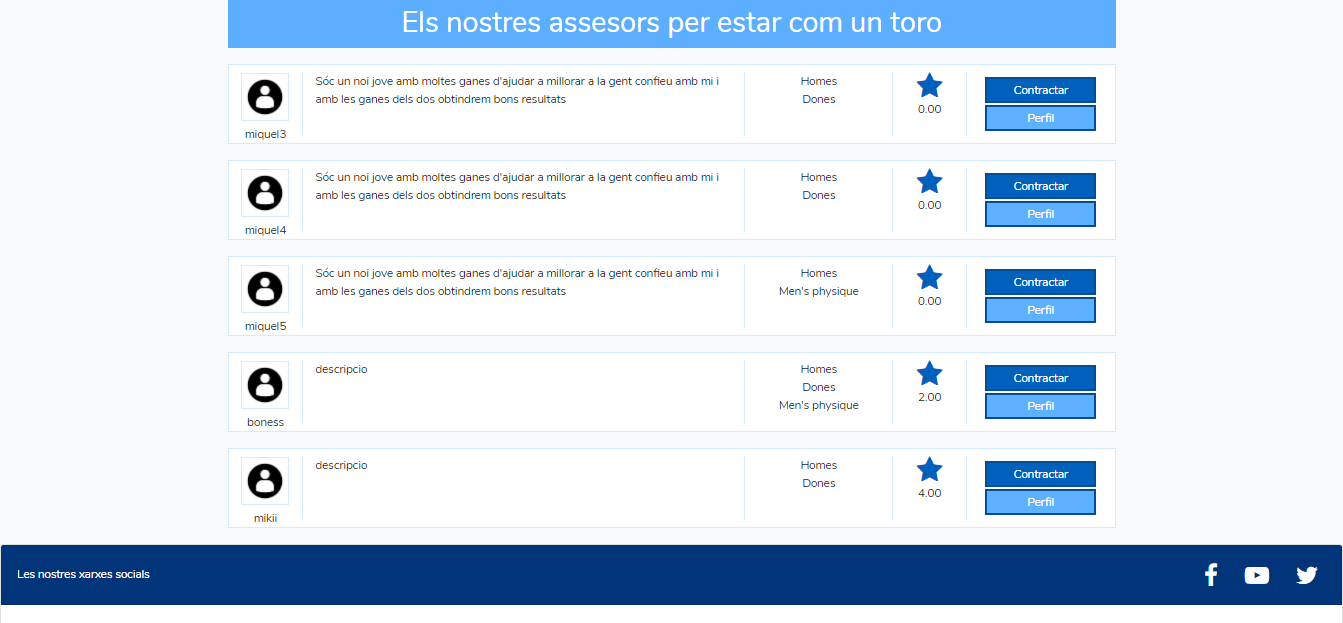 Els nostres assesors per estar com un toro
Sóc un noi jove amb moltes ganes d'ajudar a millorar a la gent confieu amb mi i
amb les ganes dels dos obtindrem bons resultats
miquel3
Homes
Dones
0.00
Contractar
Perfil
Sóc un noi jove amb moltes ganes d'ajudar a millorar a la gent confieu amb mi i
amb les ganes dels dos obtindrem bons resultats
miquel4
Homes
Dones
0.00
Contractar
Perfil
Sóc un noi jove amb moltes ganes d'ajudar a millorar a la gent confieu amb mi i
amb les ganes dels dos obtindrem bons resultats
miquel5
Homes
Men's physique
0.00
Contractar
Perfil
descripcio
boness
Homes
Dones
Men's physique
2.00
Contractar
Perfil
descripcio
mikii
Homes
Dones
4.00
Contractar
Perfil
Les nostres xarxes socials